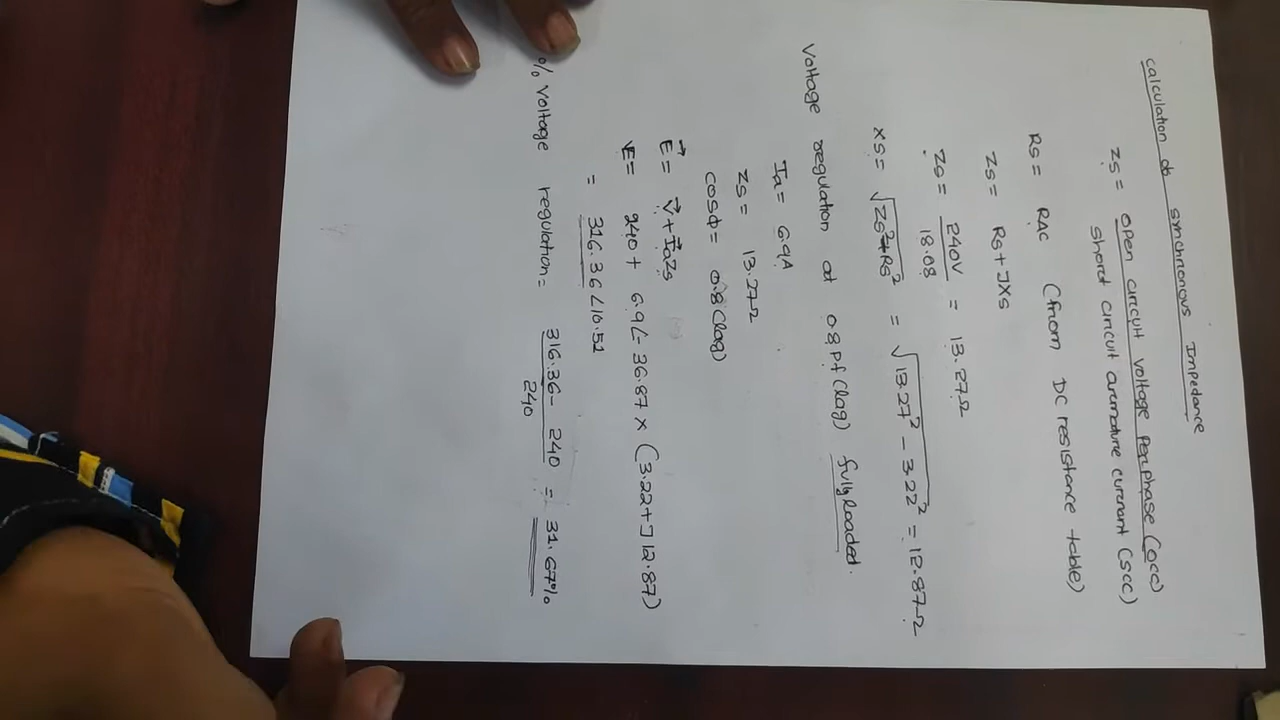 Calculation of synchronous Impedance
Zs = open circuit voltage per phase (occ)
short circuit armature current (scc)
Rs = RAC (from DC resistance table)
Zs = Rs + JXs
Zs = 240V / 18.08 = 13.27Ω
Xs = √Zs² - Rs² = √13.27² - 3.22² = 12.87Ω
Voltage regulation at 0.8 pf (lag) fully loaded.
Ia = 6.9A
Zs = 13.27Ω
cosφ = 0.8 (lag)
E = V + IaZs
E = 240 + 6.9∠-36.87 × (3.22 + J 12.87)
= 316.36∠10.51
% Voltage regulation = 316.36 - 240 / 240 = 31.67%